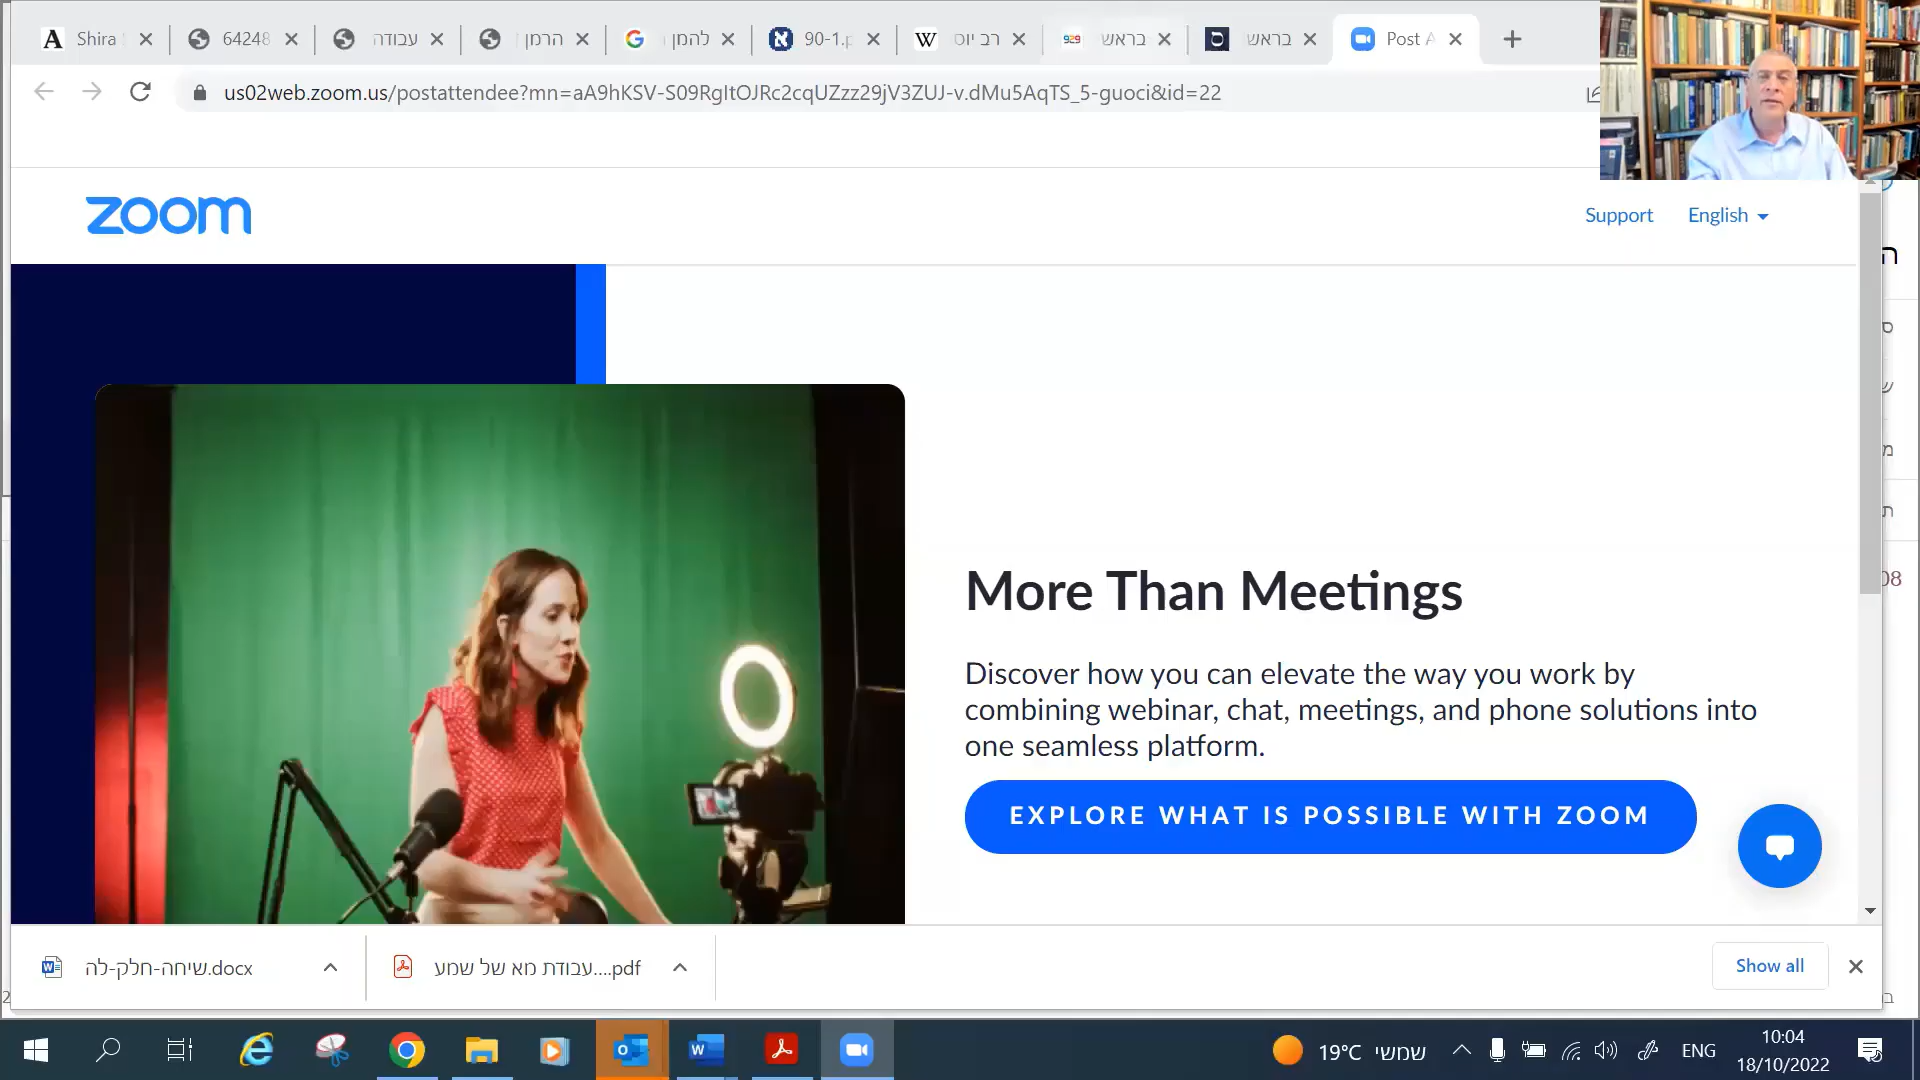 A Shira
64248
עבודה
הרמן
G להמן
90-1.p
W רב יוס
929 בראש
בראש
Post A
us02web.zoom.us/postattendee?mn=aA9hKSV-S09RgItOJRc2cqUZzz29jV3ZUJ-v.dMu5AqTS_5-guoci&id=22
zoom
Support
English
More Than Meetings
Discover how you can elevate the way you work by
combining webinar, chat, meetings, and phone solutions into
one seamless platform.
EXPLORE WHAT IS POSSIBLE WITH ZOOM
08
שיחה-חלק-לה.docx
עבודת מא של שמע....pdf
Show all
19°C שמשי
ENG
10:04
18/10/2022